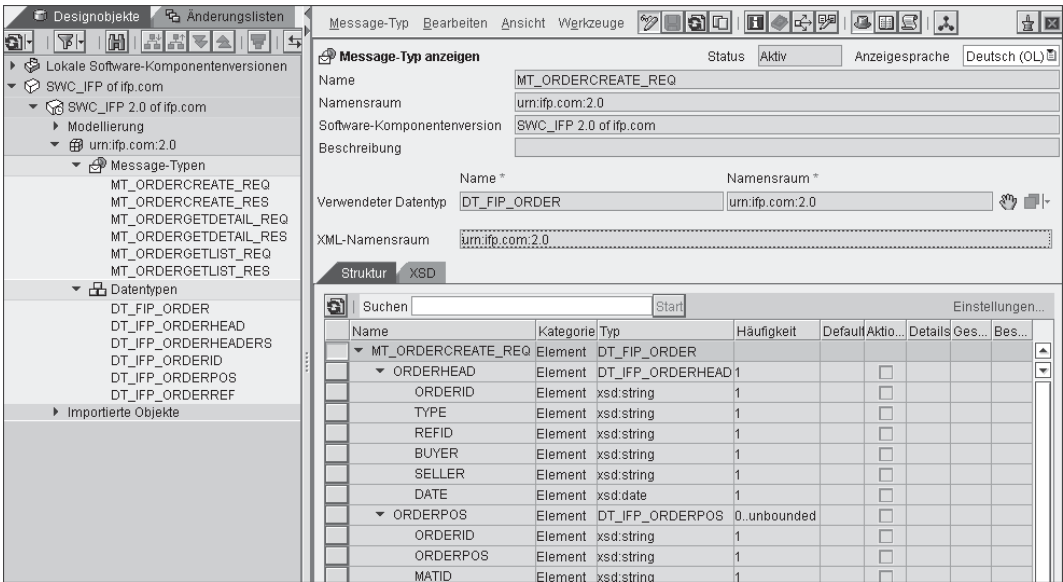 Designobjekte Änderungslisten
Lokale Software-Komponentenversionen
SWC_IFP of ifp.com
SWC_IFP 2.0 of ifp.com
Modellierung
urn:ifp.com:2.0
Message-Typen
MT_ORDERCREATE_REQ
MT_ORDERCREATE_RES
MT_ORDERGETDETAIL_REQ
MT_ORDERGETDETAIL_RES
MT_ORDERGETLIST_REQ
MT_ORDERGETLIST_RES
Datentypen
DT_FIP_ORDER
DT_IFP_ORDERHEAD
DT_IFP_ORDERHEADERS
DT_IFP_ORDERID
DT_IFP_ORDERPOS
DT_IFP_ORDERREF
Importierte Objekte
Message-Typ Bearbeiten Ansicht Werkzeuge
Message-Typ anzeigen Status Aktiv Anzeigesprache Deutsch (OL)
Name MT_ORDERCREATE_REQ
Namensraum urn:ifp.com:2.0
Software-Komponentenversion SWC_IFP 2.0 of ifp.com
Beschreibung
Name * Namensraum *
Verwendeter Datentyp DT_FIP_ORDER urn:ifp.com:2.0
XML-Namensraum urn:ifp.com:2.0
Struktur XSD
Suchen Start Einstellungen...
Name Kategorie Typ Häufigkeit Default Aktio... Details Ges... Bes...
MT_ORDERCREATE_REQ Element DT_FIP_ORDER
ORDERHEAD Element DT_IFP_ORDERHEAD 1
ORDERID Element xsd:string 1
TYPE Element xsd:string 1
REFID Element xsd:string 1
BUYER Element xsd:string 1
SELLER Element xsd:string 1
DATE Element xsd:date 1
ORDERPOS Element DT_IFP_ORDERPOS 0..unbounded
ORDERID Element xsd:string 1
ORDERPOS Element xsd:string 1
MATID Element xsd:string 1